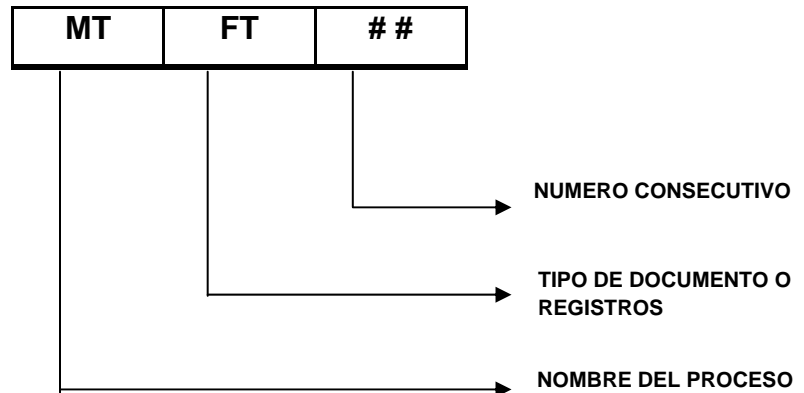 MT FT # #
NUMERO CONSECUTIVO
TIPO DE DOCUMENTO O
REGISTROS
NOMBRE DEL PROCESO